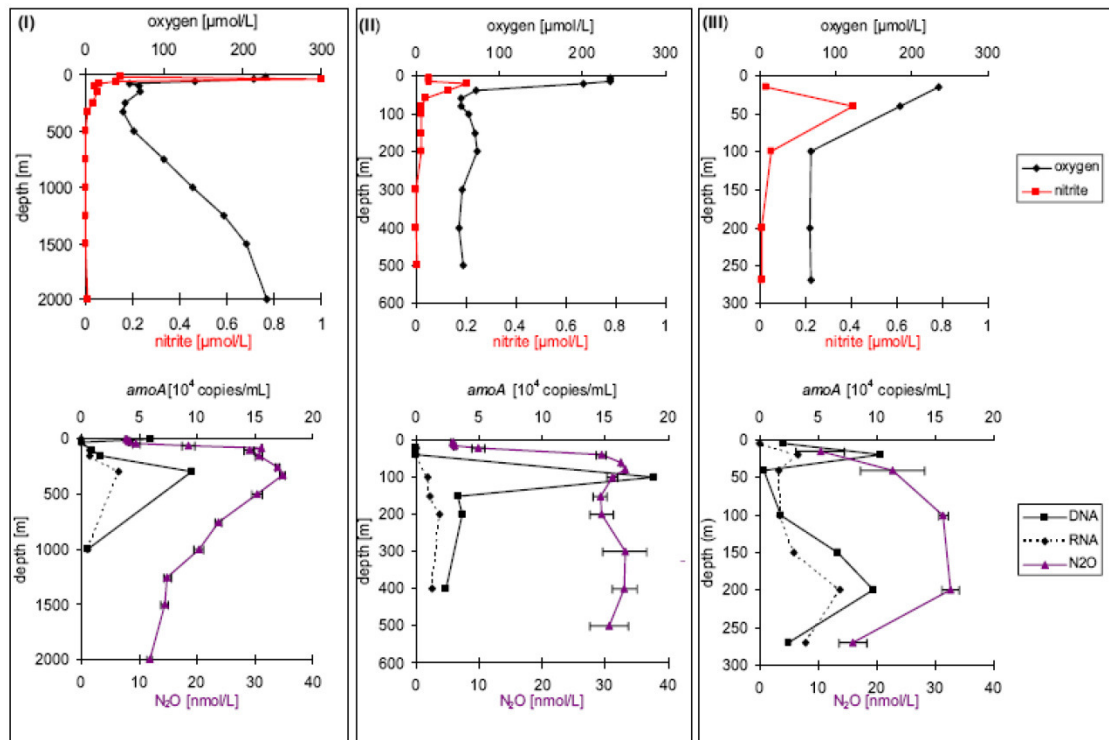 (I)
oxygen [µmol/L]
0 100 200 300
0
500
1000
1500
2000
depth [m]
0 0.2 0.4 0.6 0.8 1
nitrite [µmol/L]
(II)
oxygen [µmol/L]
0 100 200 300
0
100
200
300
400
500
600
depth [m]
0 0.2 0.4 0.6 0.8 1
nitrite [µmol/L]
(III)
oxygen [µmol/L]
0 100 200 300
0
50
100
150
200
250
300
depth [m]
0 0.2 0.4 0.6 0.8 1
nitrite [µmol/L]
oxygen
nitrite
amoA [10⁴ copies/mL]
0 5 10 15 20
0
500
1000
1500
2000
depth [m]
0 10 20 30 40
N₂O [nmol/L]
amoA [10⁴ copies/mL]
0 5 10 15 20
0
100
200
300
400
500
600
depth [m]
0 10 20 30 40
N₂O [nmol/L]
amoA [10⁴ copies/mL]
0 5 10 15 20
0
50
100
150
200
250
300
depth (m)
0 10 20 30 40
N₂O [nmol/L]
DNA
RNA
N2O